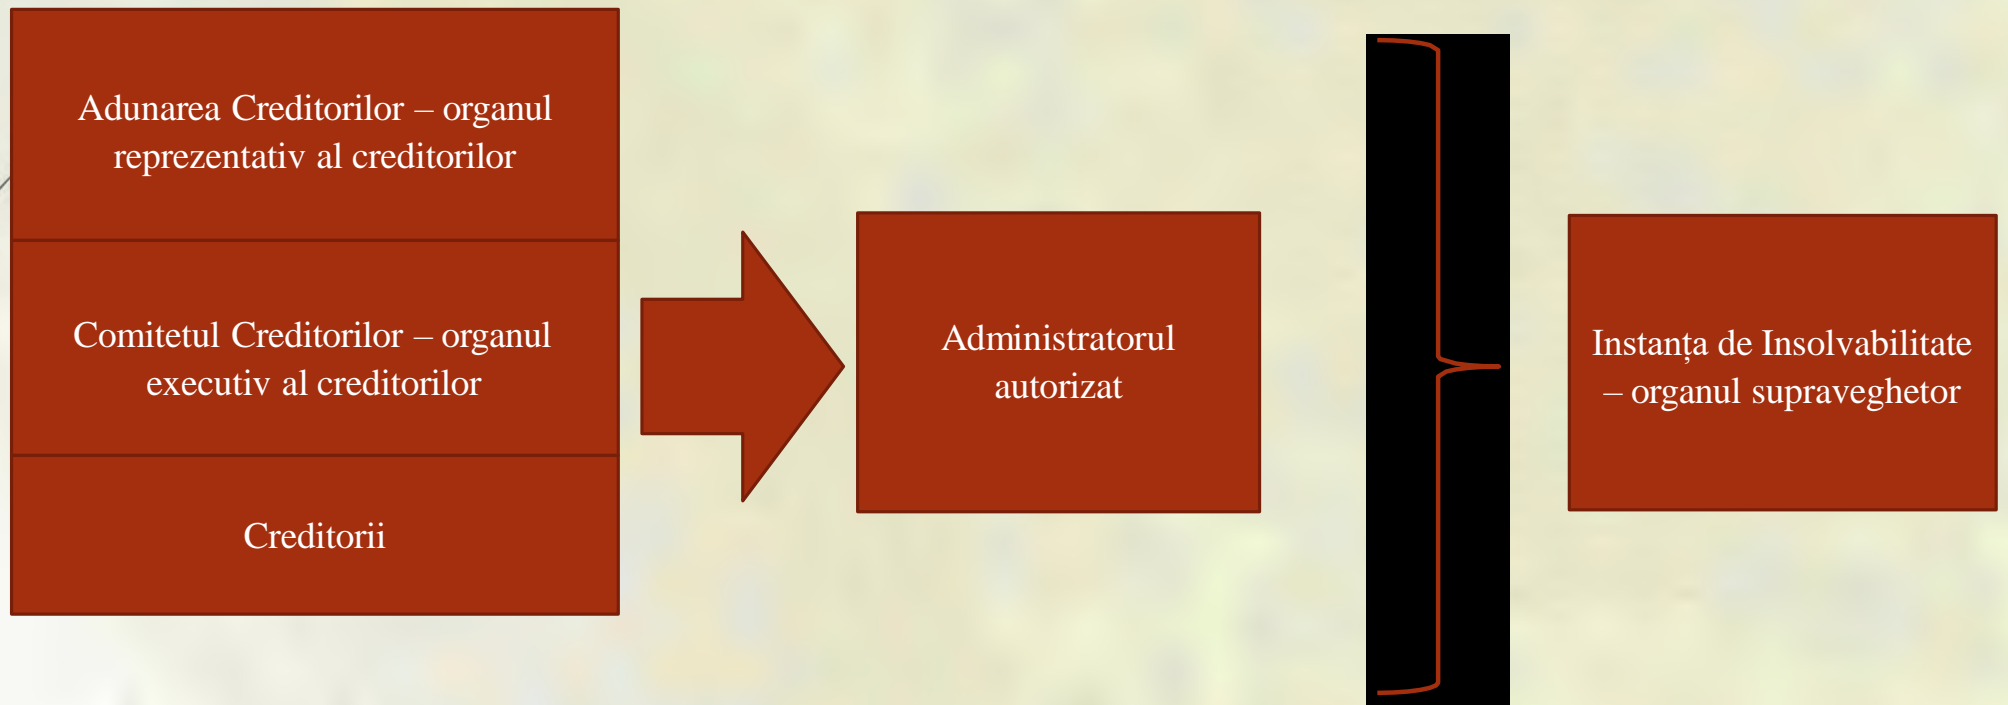 Adunarea Creditorilor – organul
reprezentativ al creditorilor
Comitetul Creditorilor – organul
executiv al creditorilor
Creditorii
Administratorul
autorizat
Instanța de Insolvabilitate
– organul supraveghetor